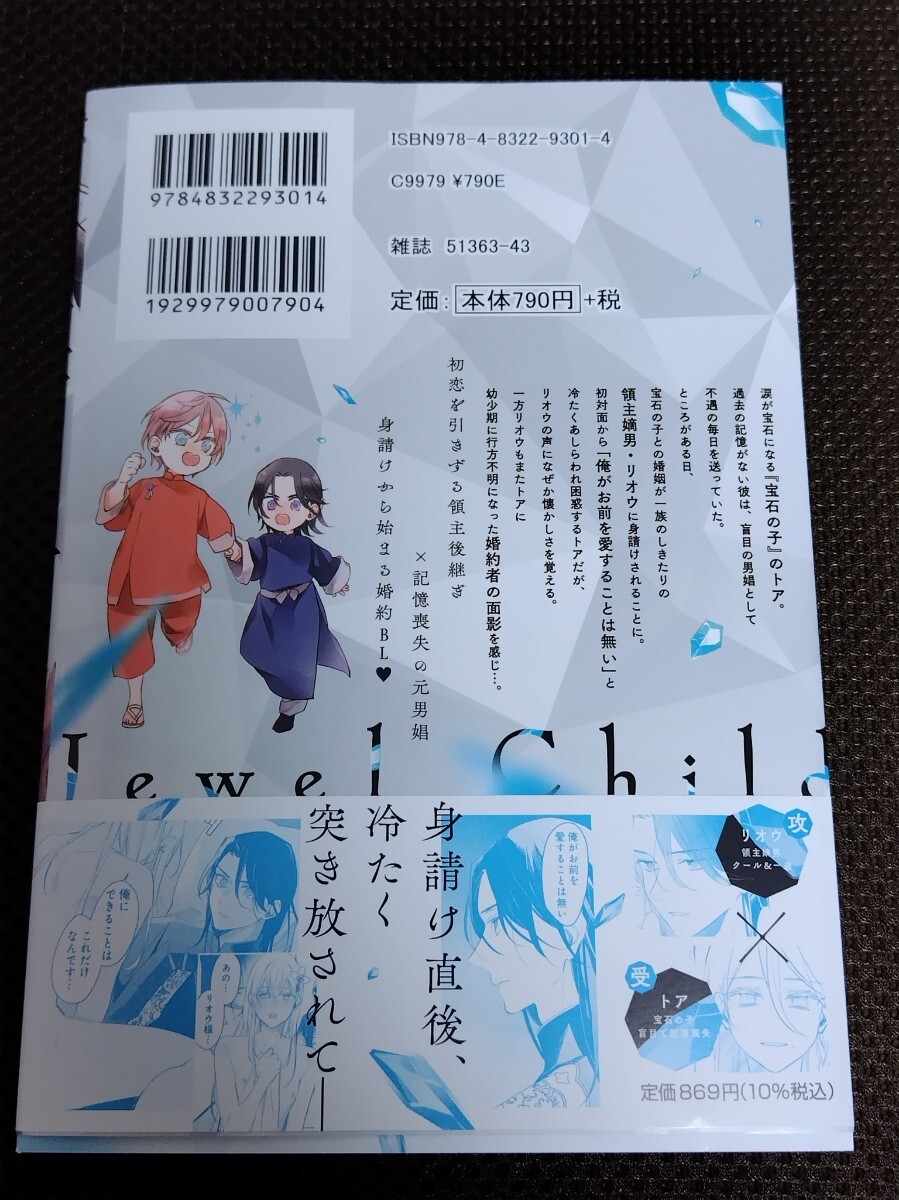 9784832293014
1929979007904
ISBN978-4-8322-9301-4
C9979 ¥790E
雑誌 51363-43
定価：本体790円+税
涙が宝石になる『宝石の子』のトア。
過去の記憶がない彼は、盲目の男娼として
不遇の毎日を送っていた。
ところがある日、
宝石の子との婚姻が一族のしきたりの
領主嫡男・リオウに身請けされることに。
初対面から「俺がお前を愛することは無い」と
冷たくあしらわれ困惑するトアだが、
リオウの声になぜか懐かしさを覚える。
一方リオウもまたトアに
幼少期に行方不明になった婚約者の面影を感じ…。
初恋を引きずる領主後継ぎ
×記憶喪失の元男娼
身請けから始まる婚約BL♥
Jewel Child
攻
リオウ
領主嫡男
クール&一途
×
受
トア
宝石の子
盲目で記憶喪失
俺がお前を
愛することは無い
身請け直後、
冷たく
突き放されて──
俺に
できることは
これだけ
なんです…
あの…
リオウ様…
定価869円(10%税込)